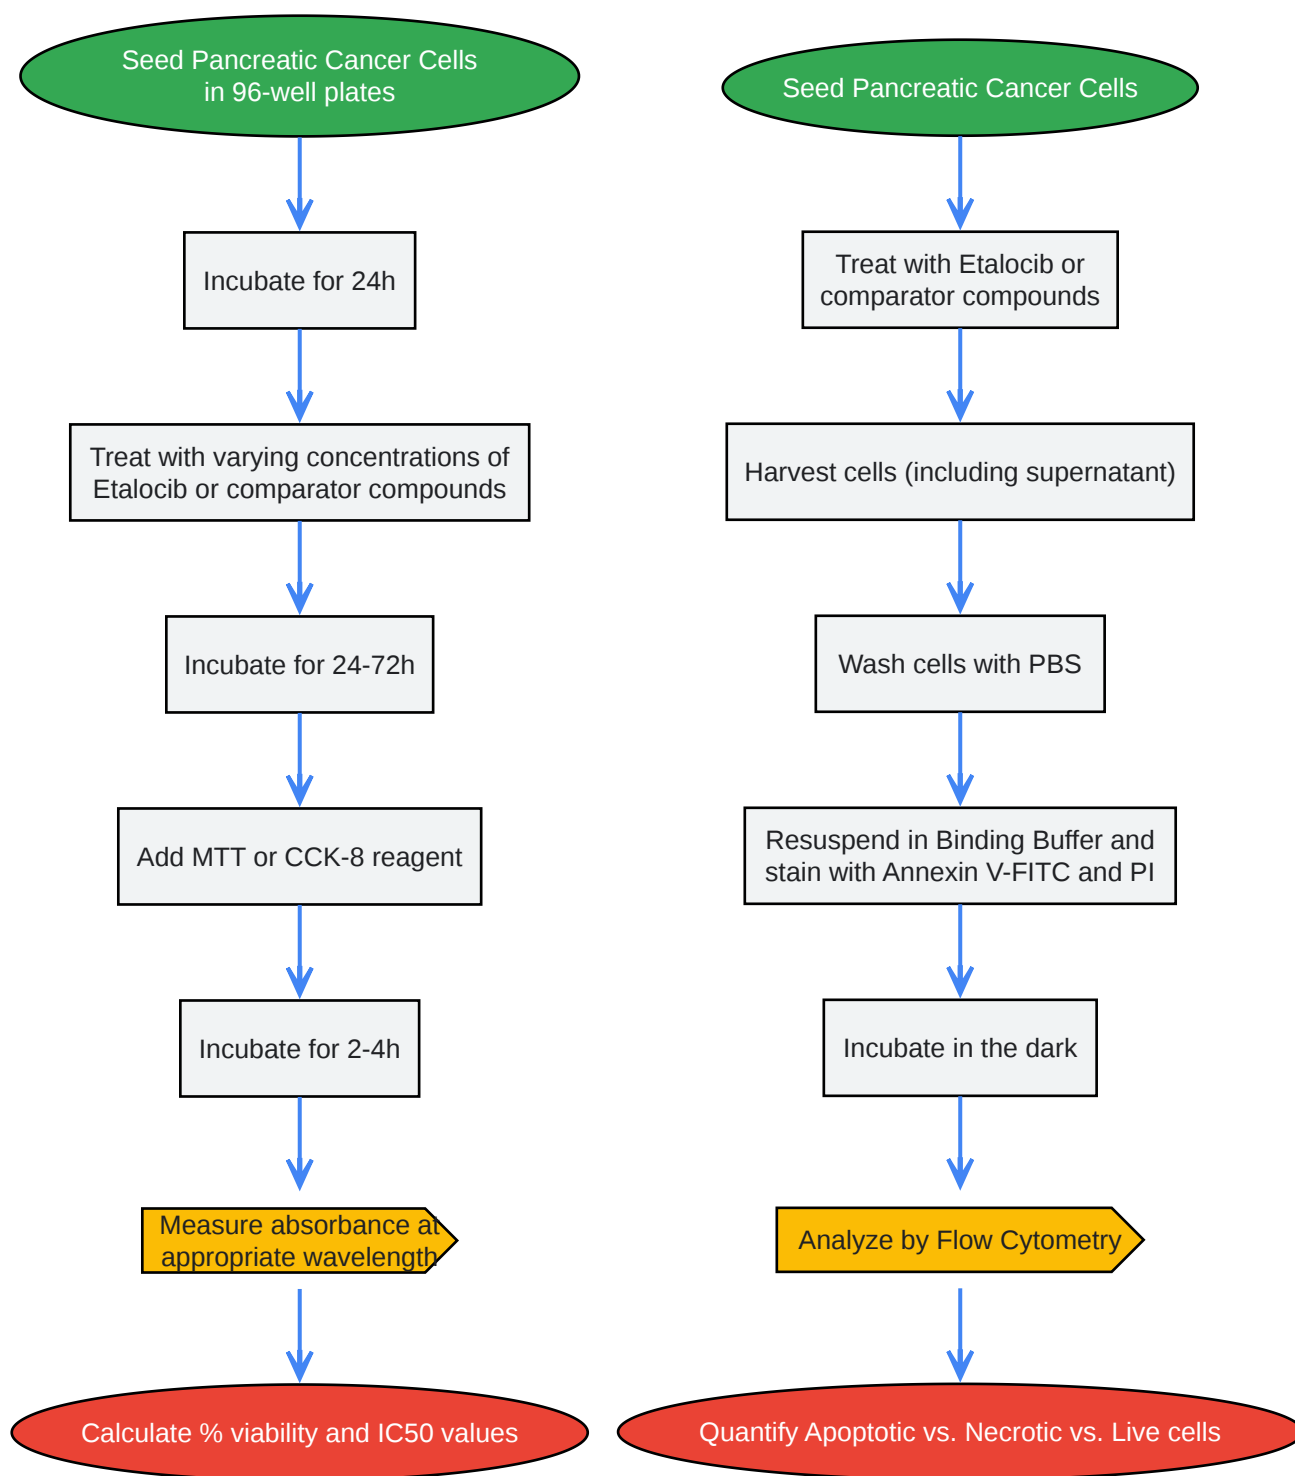 Seed Pancreatic Cancer Cells
in 96-well plates
Incubate for 24h
Treat with varying concentrations of
Etalocib or comparator compounds
Incubate for 24-72h
Add MTT or CCK-8 reagent
Incubate for 2-4h
Measure absorbance at
appropriate wavelength
Calculate % viability and IC50 values
Seed Pancreatic Cancer Cells
Treat with Etalocib or
comparator compounds
Harvest cells (including supernatant)
Wash cells with PBS
Resuspend in Binding Buffer and
stain with Annexin V-FITC and PI
Incubate in the dark
Analyze by Flow Cytometry
Quantify Apoptotic vs. Necrotic vs. Live cells